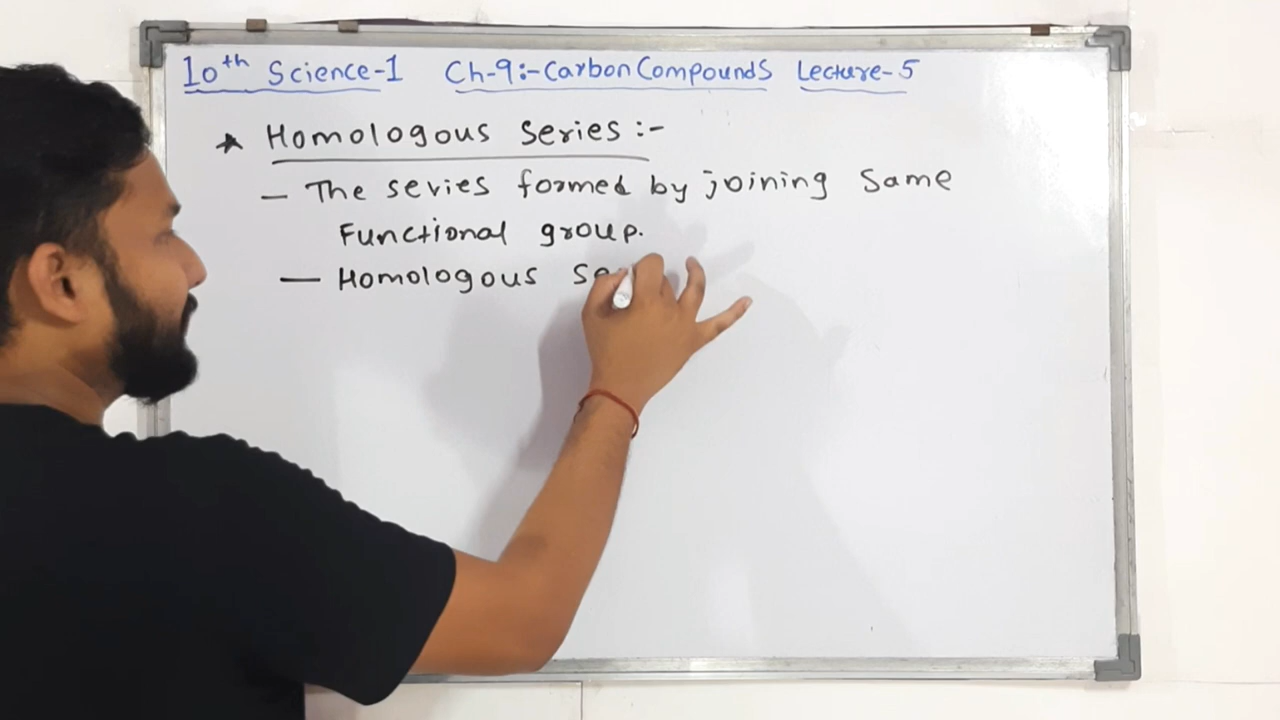 10th Science-1 Ch-9:- Carbon Compounds Lecture-5
★ Homologous Series:-
– The series formed by joining Same
Functional group.
– Homologous Se